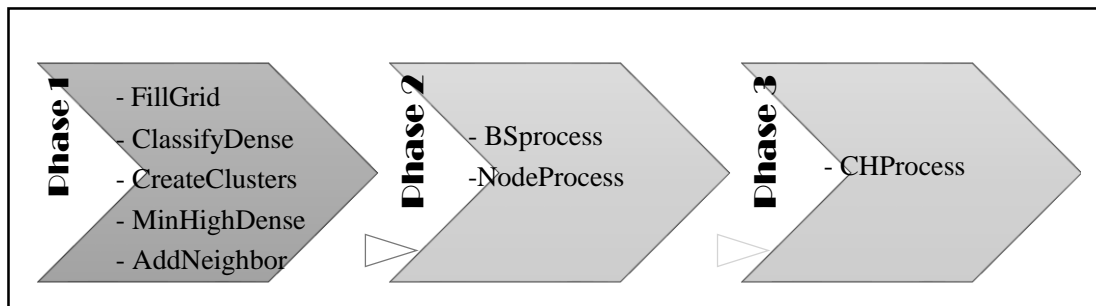 Phase 1
- FillGrid
- ClassifyDense
- CreateClusters
- MinHighDense
- AddNeighbor
Phase 2
- BSprocess
-NodeProcess
Phase 3
- CHProcess